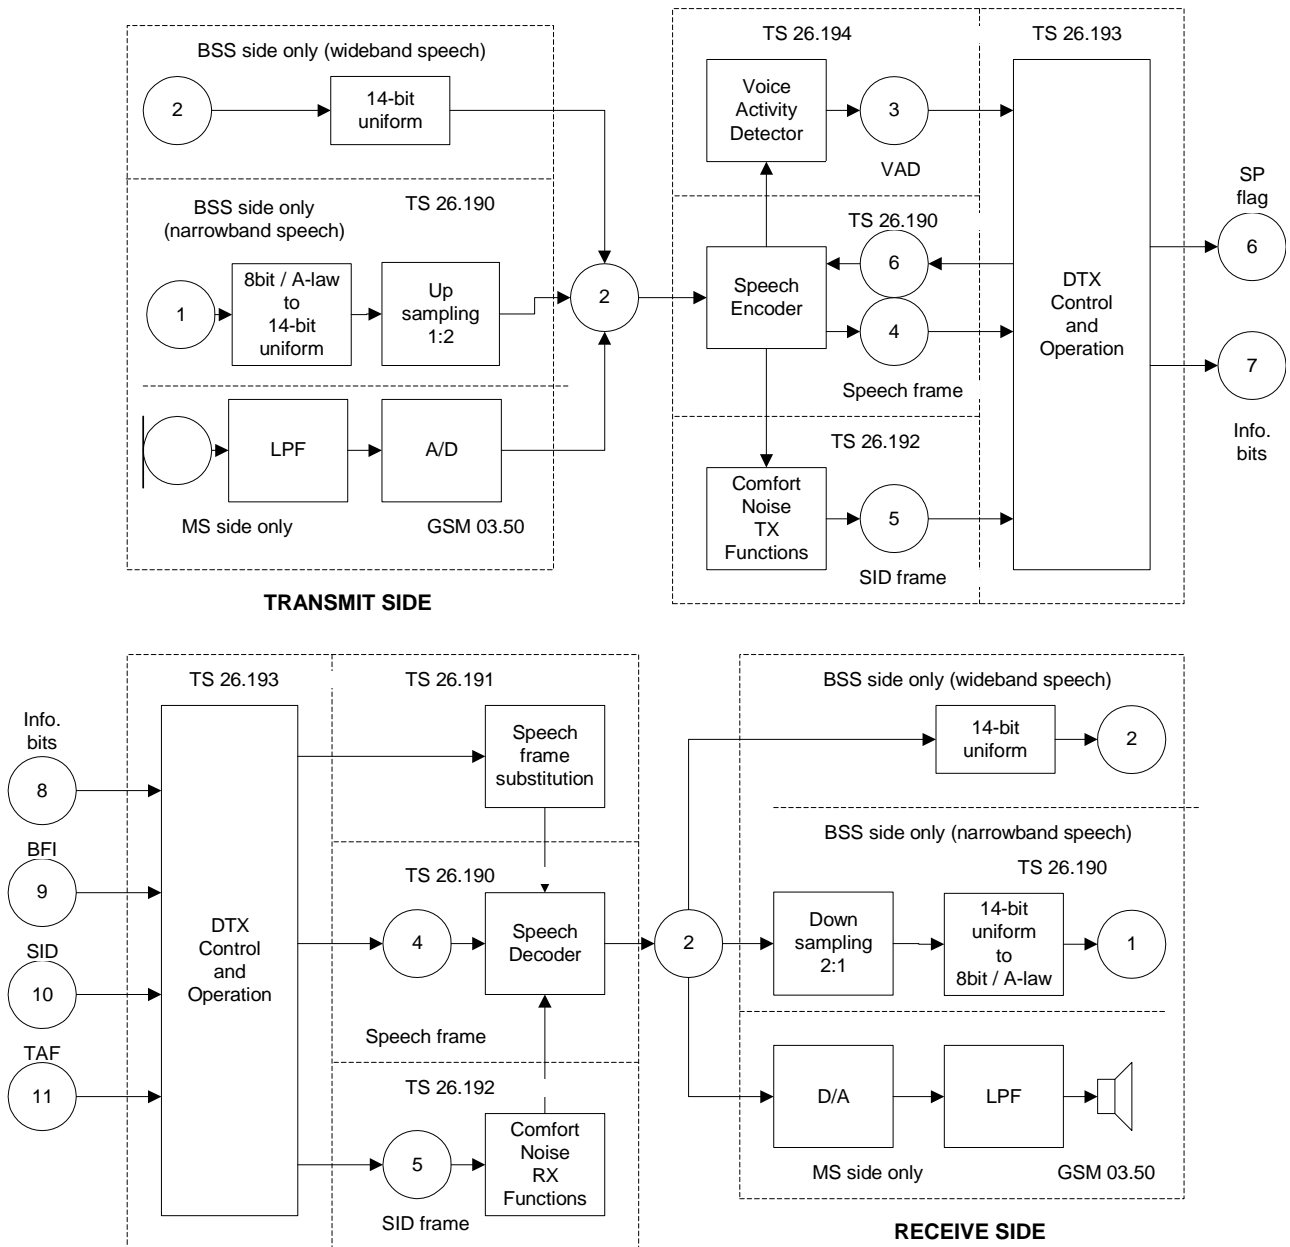 BSS side only (wideband speech)
2
14-bit
uniform
BSS side only
(narrowband speech)
TS 26.190
1
8bit / A-law
to
14-bit
uniform
Up
sampling
1:2
2
LPF
A/D
MS side only
GSM 03.50
TRANSMIT SIDE
TS 26.194
TS 26.193
Voice
Activity
Detector
3
VAD
TS 26.190
6
Speech
Encoder
4
Speech frame
TS 26.192
Comfort
Noise
TX
Functions
5
SID frame
DTX
Control
and
Operation
SP
flag
6
7
Info.
bits
TS 26.193
TS 26.191
Info.
bits
8
BFI
9
SID
10
TAF
11
DTX
Control
and
Operation
Speech
frame
substitution
TS 26.190
4
Speech
Decoder
Speech frame
TS 26.192
5
Comfort
Noise
RX
Functions
SID frame
2
BSS side only (wideband speech)
14-bit
uniform
2
BSS side only (narrowband speech)
TS 26.190
Down
sampling
2:1
14-bit
uniform
to
8bit / A-law
1
D/A
LPF
MS side only
GSM 03.50
RECEIVE SIDE